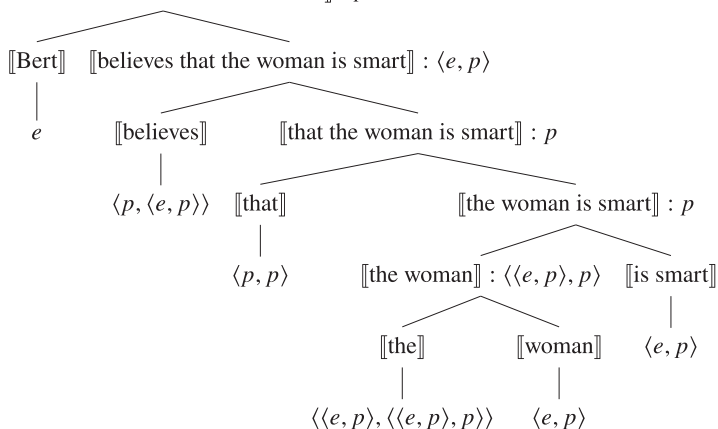 ⟦Bert⟧ ⟦believes that the woman is smart⟧ : ⟨e, p⟩
e ⟦believes⟧ ⟦that the woman is smart⟧ : p
⟨p, ⟨e, p⟩⟩ ⟦that⟧ ⟦the woman is smart⟧ : p
⟨p, p⟩ ⟦the woman⟧ : ⟨⟨e, p⟩, p⟩ ⟦is smart⟧
⟦the⟧ ⟦woman⟧ ⟨e, p⟩
⟨⟨e, p⟩, ⟨⟨e, p⟩, p⟩⟩ ⟨e, p⟩